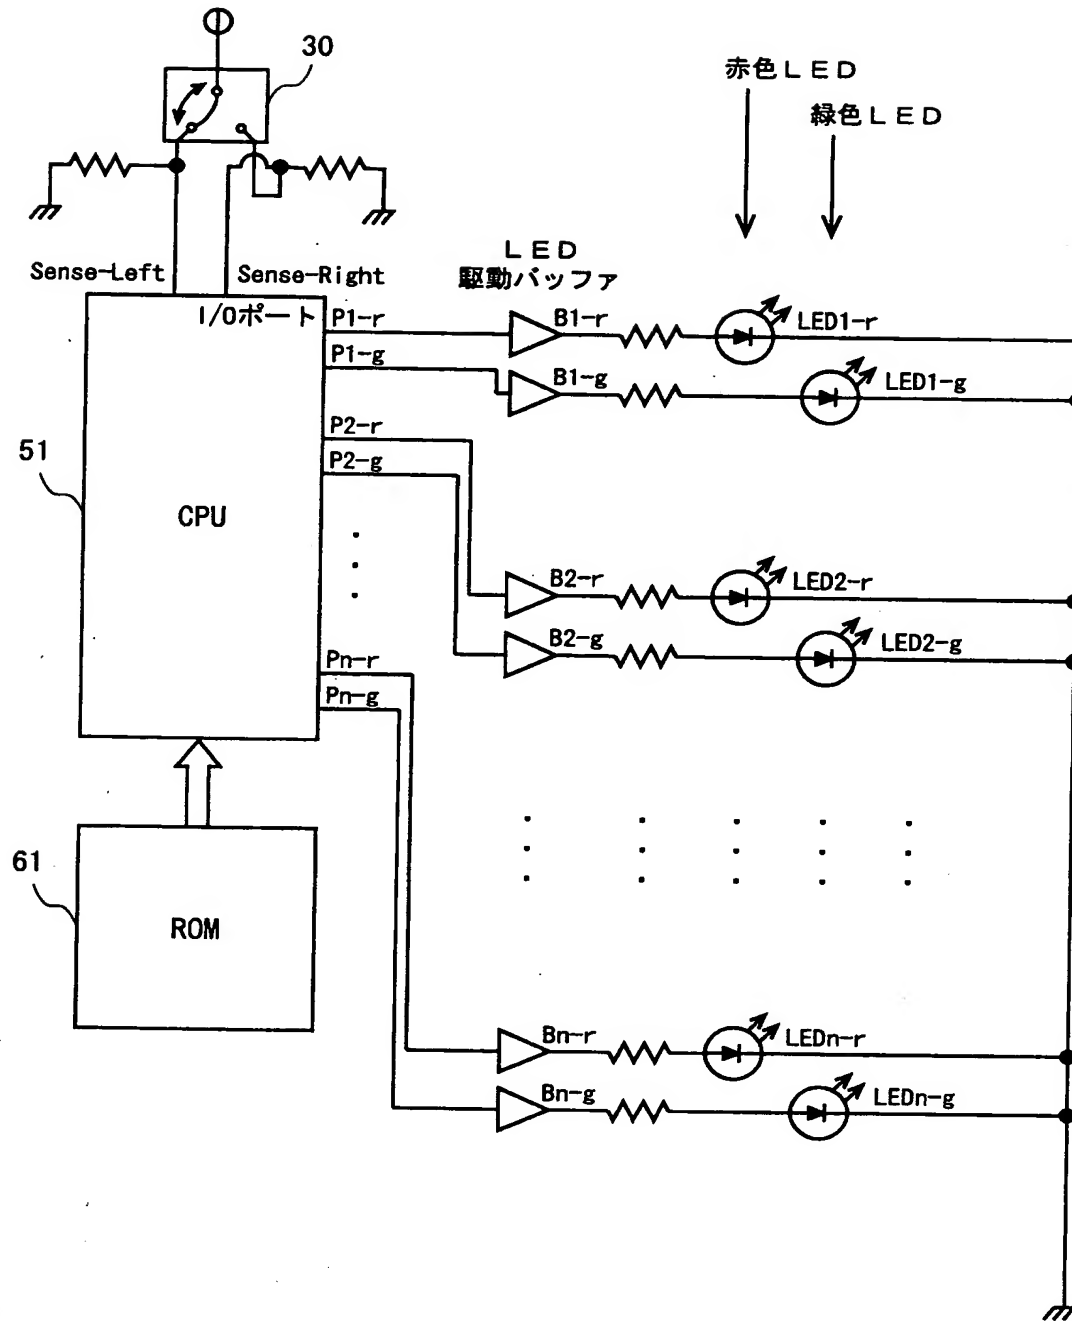 30
赤色ＬＥＤ
緑色ＬＥＤ
Sense-Left
Sense-Right
ＬＥＤ
駆動バッファ
I/Oポート
P1-r
B1-r
LED1-r
P1-g
B1-g
LED1-g
51
P2-r
P2-g
CPU
B2-r
LED2-r
B2-g
LED2-g
Pn-r
Pn-g
61
ROM
Bn-r
LEDn-r
Bn-g
LEDn-g